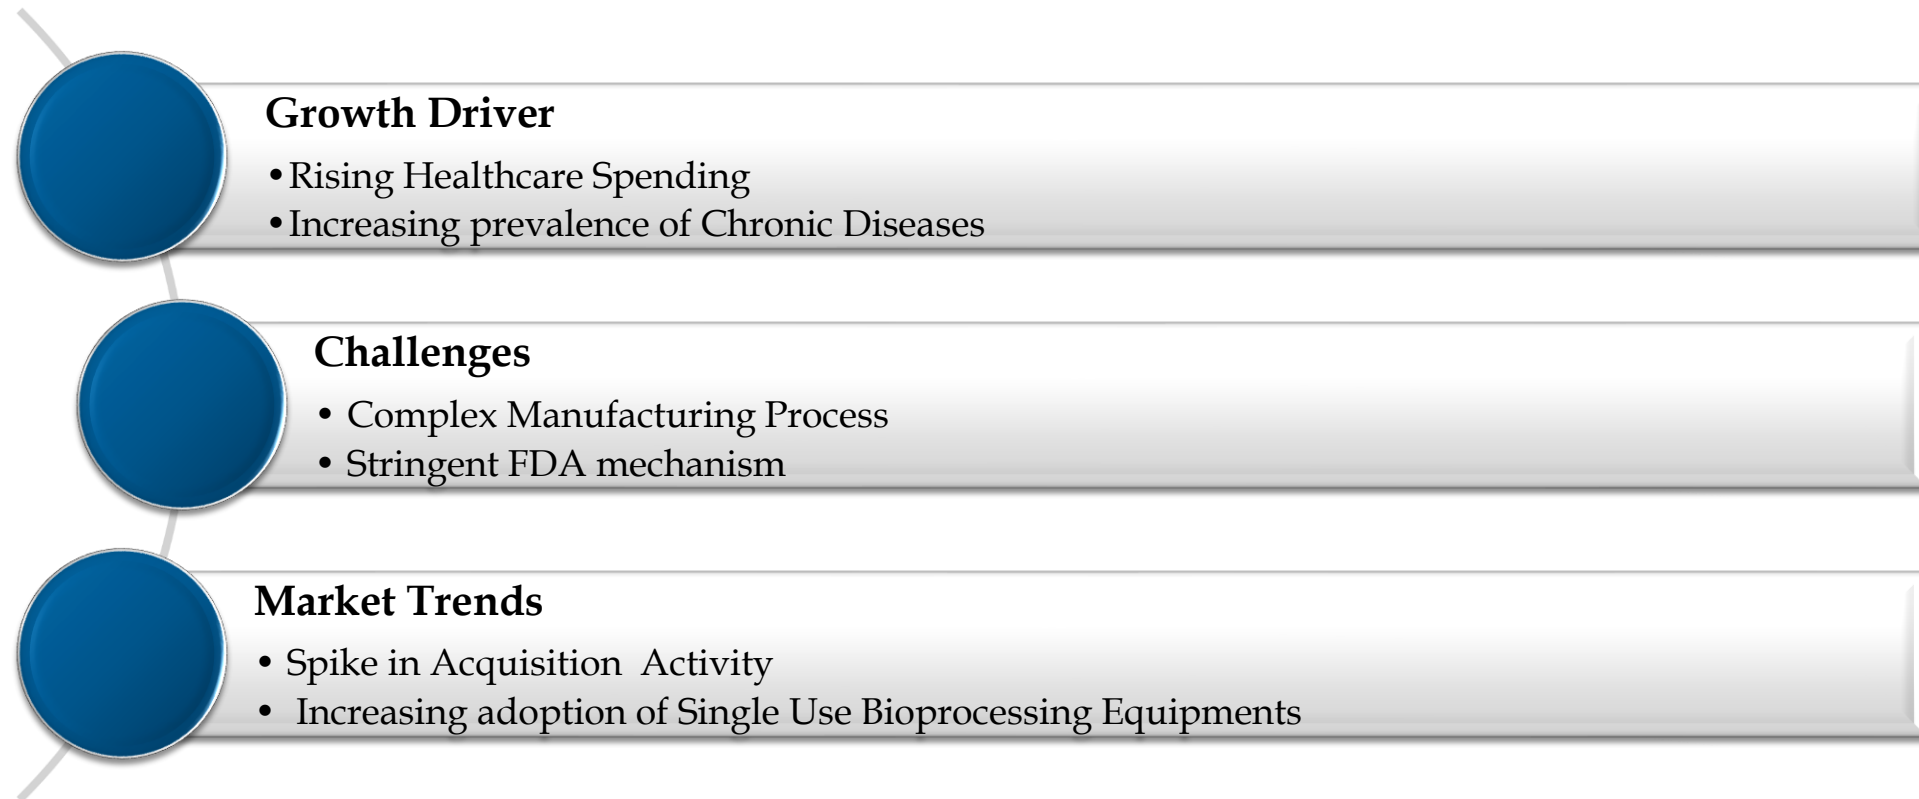 Growth Driver
•Rising Healthcare Spending
•Increasing prevalence of Chronic Diseases
Challenges
• Complex Manufacturing Process
• Stringent FDA mechanism
Market Trends
• Spike in Acquisition  Activity
•  Increasing adoption of Single Use Bioprocessing Equipments